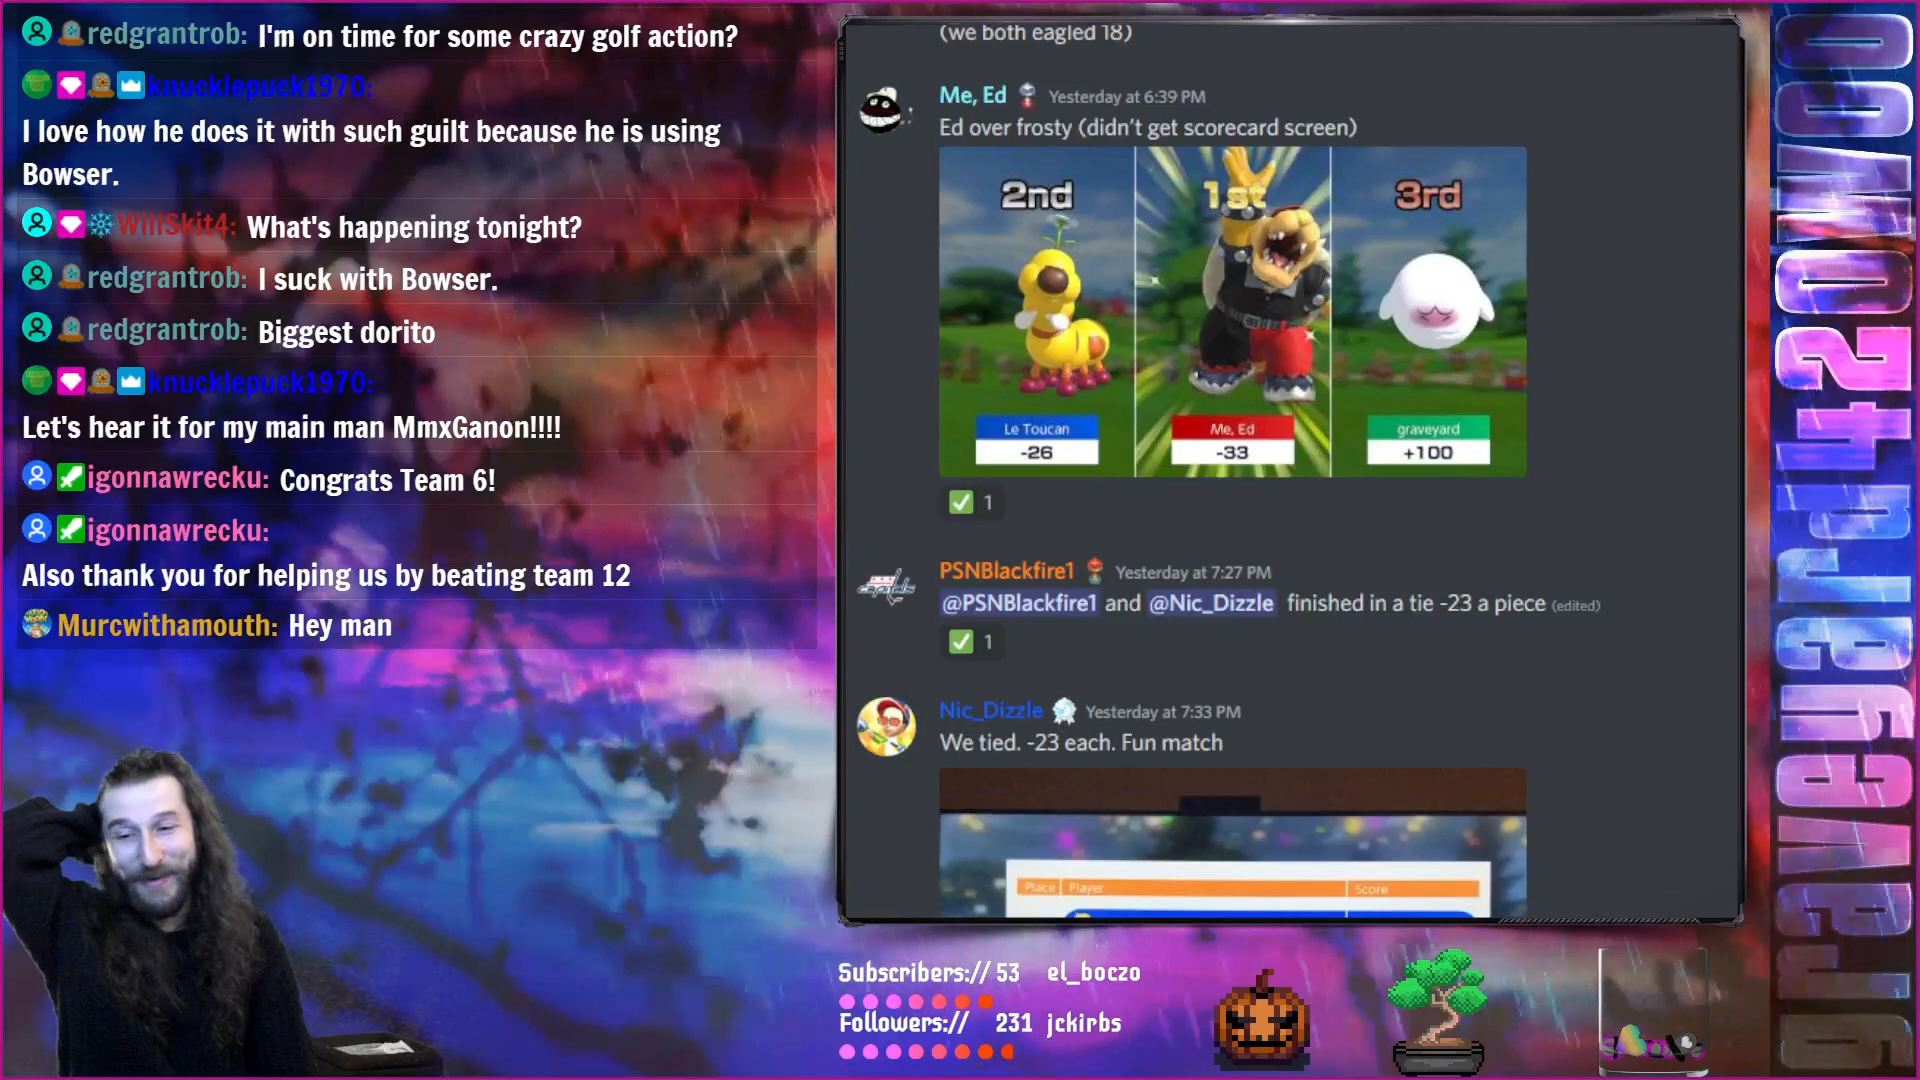 redgrantrob: I'm on time for some crazy golf action?
knucklepuck1970:
I love how he does it with such guilt because he is using
Bowser.
WillSkit4: What's happening tonight?
redgrantrob: I suck with Bowser.
redgrantrob: Biggest dorito
knucklepuck1970:
Let's hear it for my main man MmxGanon!!!!
igonnawrecku: Congrats Team 6!
igonnawrecku:
Also thank you for helping us by beating team 12
Murcwithamouth: Hey man
(we both eagled 18)
Me, Ed Yesterday at 6:39 PM
Ed over frosty (didn't get scorecard screen)
2nd 1st 3rd
Le Toucan Me, Ed graveyard
-26 -33 +100
1
PSNBlackfire1 Yesterday at 7:27 PM
@PSNBlackfire1 and @Nic_Dizzle finished in a tie -23 a piece (edited)
1
Nic_Dizzle Yesterday at 7:33 PM
We tied. -23 each. Fun match
Place Player Score
Subscribers:// 53 el_boczo
Followers:// 231 jckirbs